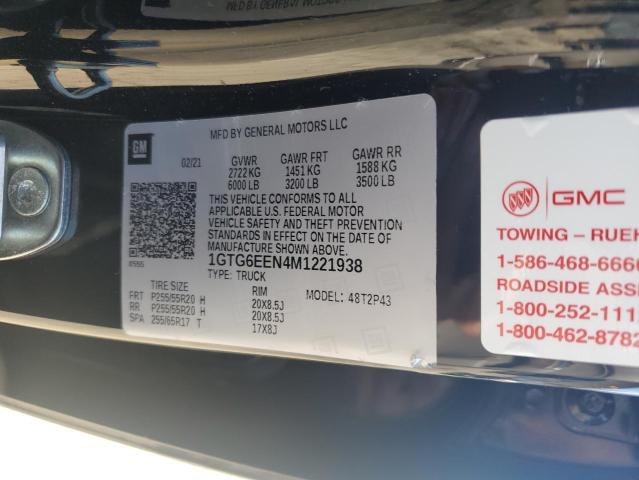 GM
MFD BY GENERAL MOTORS LLC
02/21
GVWR GAWR FRT GAWR RR
2722 KG 1451 KG 1588 KG
6000 LB 3200 LB 3500 LB
THIS VEHICLE CONFORMS TO ALL
APPLICABLE U.S. FEDERAL MOTOR
VEHICLE SAFETY AND THEFT PREVENTION
STANDARDS IN EFFECT ON THE DATE OF
MANUFACTURE SHOWN ABOVE.
1GTG6EEN4M1221938
TYPE: TRUCK
TIRE SIZE RIM MODEL: 48T2P43
FRT P255/55R20 H 20X8.5J
RR P255/55R20 H 20X8.5J
SPA 255/65R17 T 17X8J
GMC
TOWING – RUEH
1-586-468-6666
ROADSIDE ASSI
1-800-252-1112
1-800-462-8782